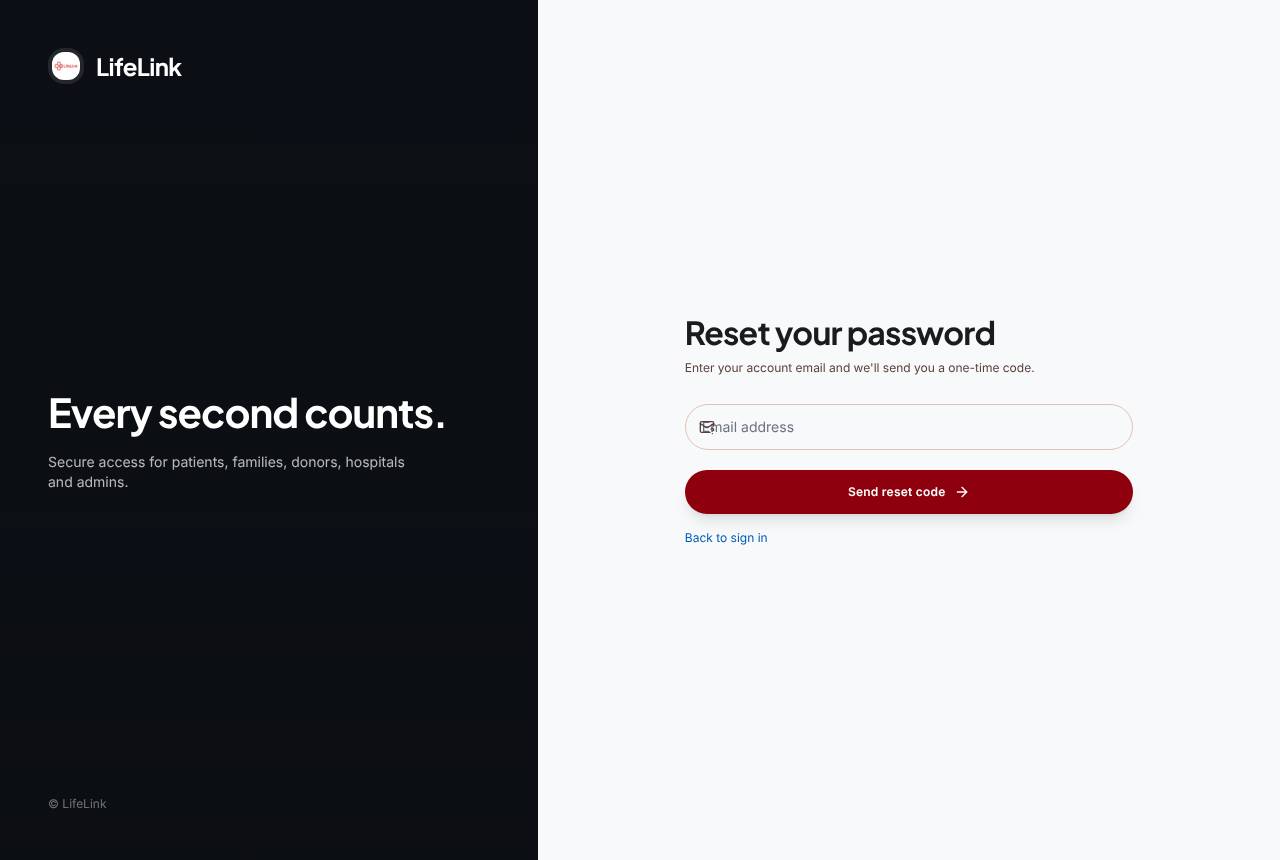 LifeLink
Every second counts.
Secure access for patients, families, donors, hospitals
and admins.
© LifeLink
Reset your password
Enter your account email and we'll send you a one-time code.
Email address
Send reset code
Back to sign in